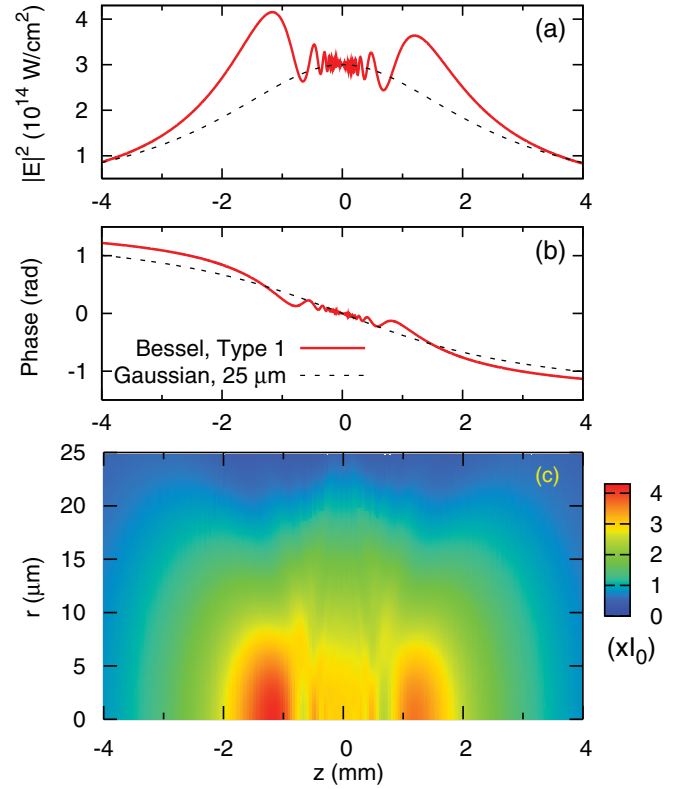 (a)
|E|² (10¹⁴ W/cm²)
4
3
2
1
-4 -2 0 2 4
(b)
Phase (rad)
1
0
-1
Bessel, Type 1
Gaussian, 25 μm
-4 -2 0 2 4
(c)
r (μm)
25
20
15
10
5
0
-4 -2 0 2 4
z (mm)
4
3
2
1
0
(xI₀)